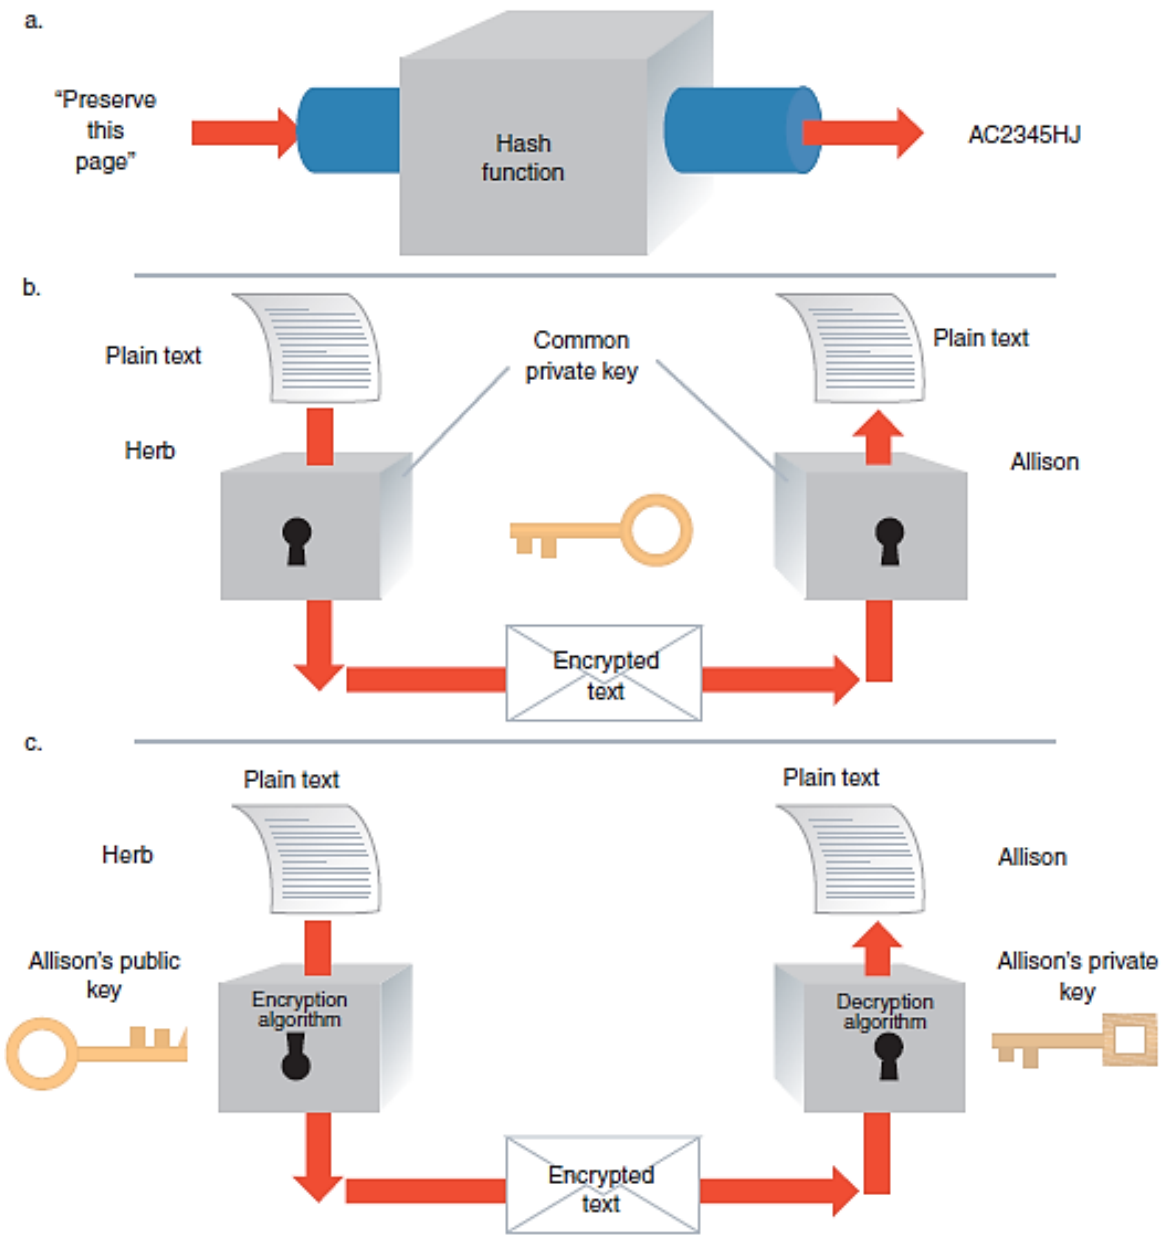 a.
“Preserve
this
page”
Hash
function
AC2345HJ
b.
Plain text
Common
private key
Plain text
Herb
Allison
Encrypted
text
c.
Plain text
Plain text
Herb
Allison
Allison’s public
key
Encryption
algorithm
Decryption
algorithm
Allison’s private
key
Encrypted
text